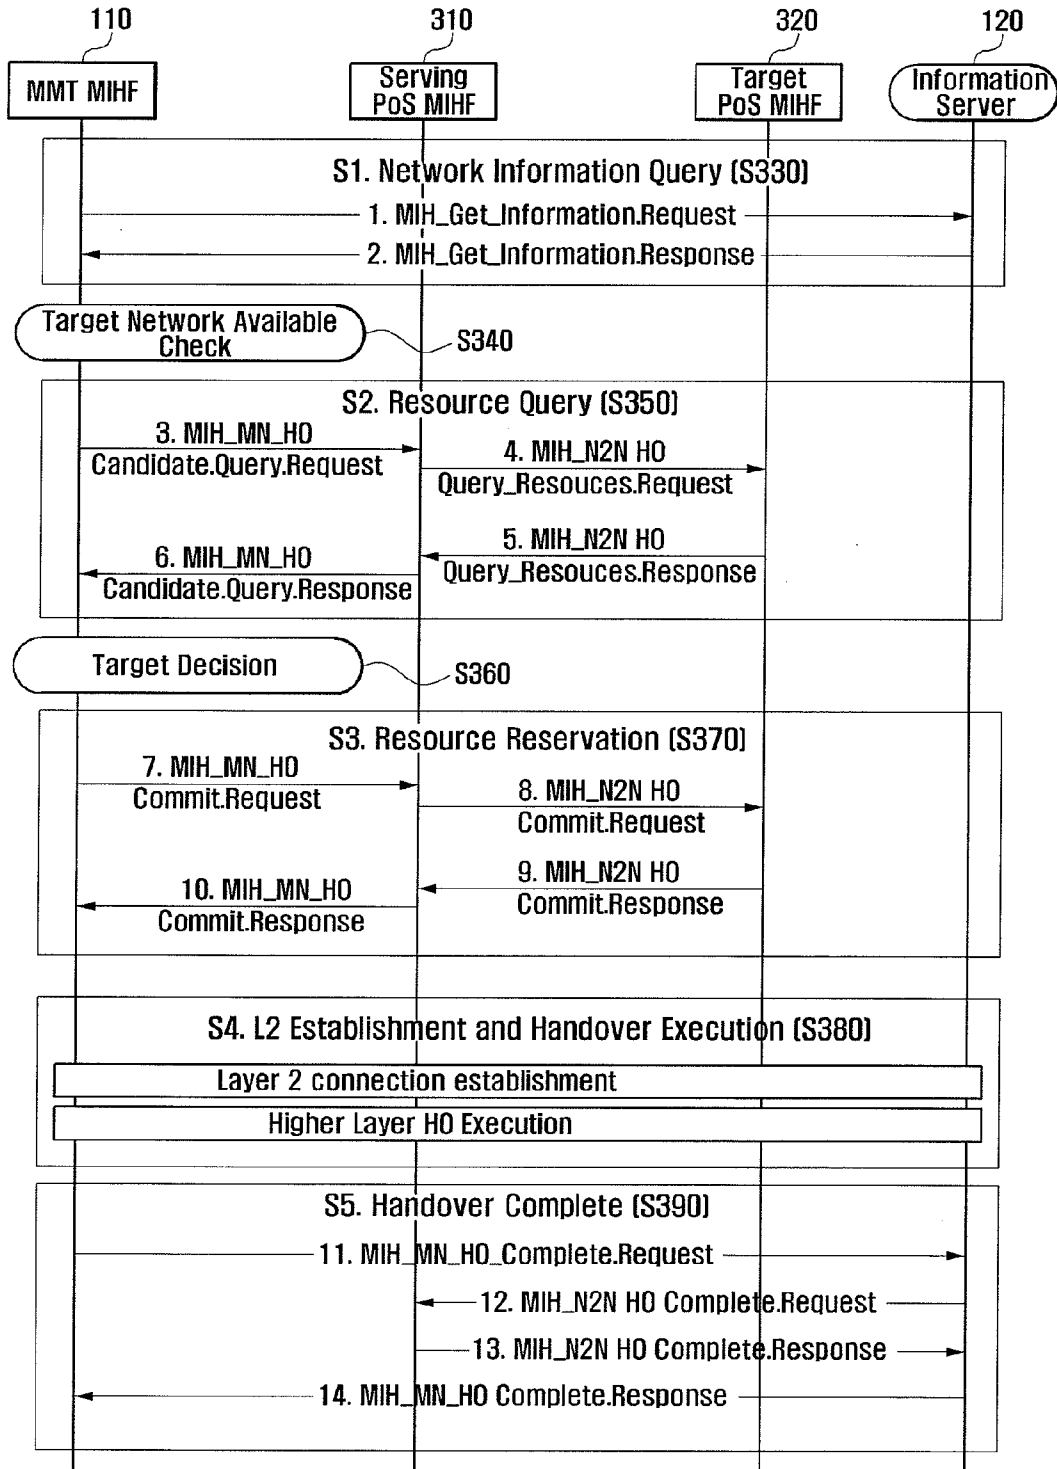 110
310
320
120
MMT MIHF
Serving
PoS MIHF
Target
PoS MIHF
Information
Server
S1. Network Information Query (S330)
1. MIH_Get_Information.Request
2. MIH_Get_Information.Response
Target Network Available
Check
S340
S2. Resource Query (S350)
3. MIH_MN_HO
Candidate.Query.Request
4. MIH_N2N HO
Query_Resouces.Request
5. MIH_N2N HO
Query_Resouces.Response
6. MIH_MN_HO
Candidate.Query.Response
Target Decision
S360
S3. Resource Reservation (S370)
7. MIH_MN_HO
Commit.Request
8. MIH_N2N HO
Commit.Request
9. MIH_N2N HO
Commit.Response
10. MIH_MN_HO
Commit.Response
S4. L2 Establishment and Handover Execution (S380)
Layer 2 connection establishment
Higher Layer HO Execution
S5. Handover Complete (S390)
11. MIH_MN_HO_Complete.Request
12. MIH_N2N HO Complete.Request
13. MIH_N2N HO Complete.Response
14. MIH_MN_HO Complete.Response